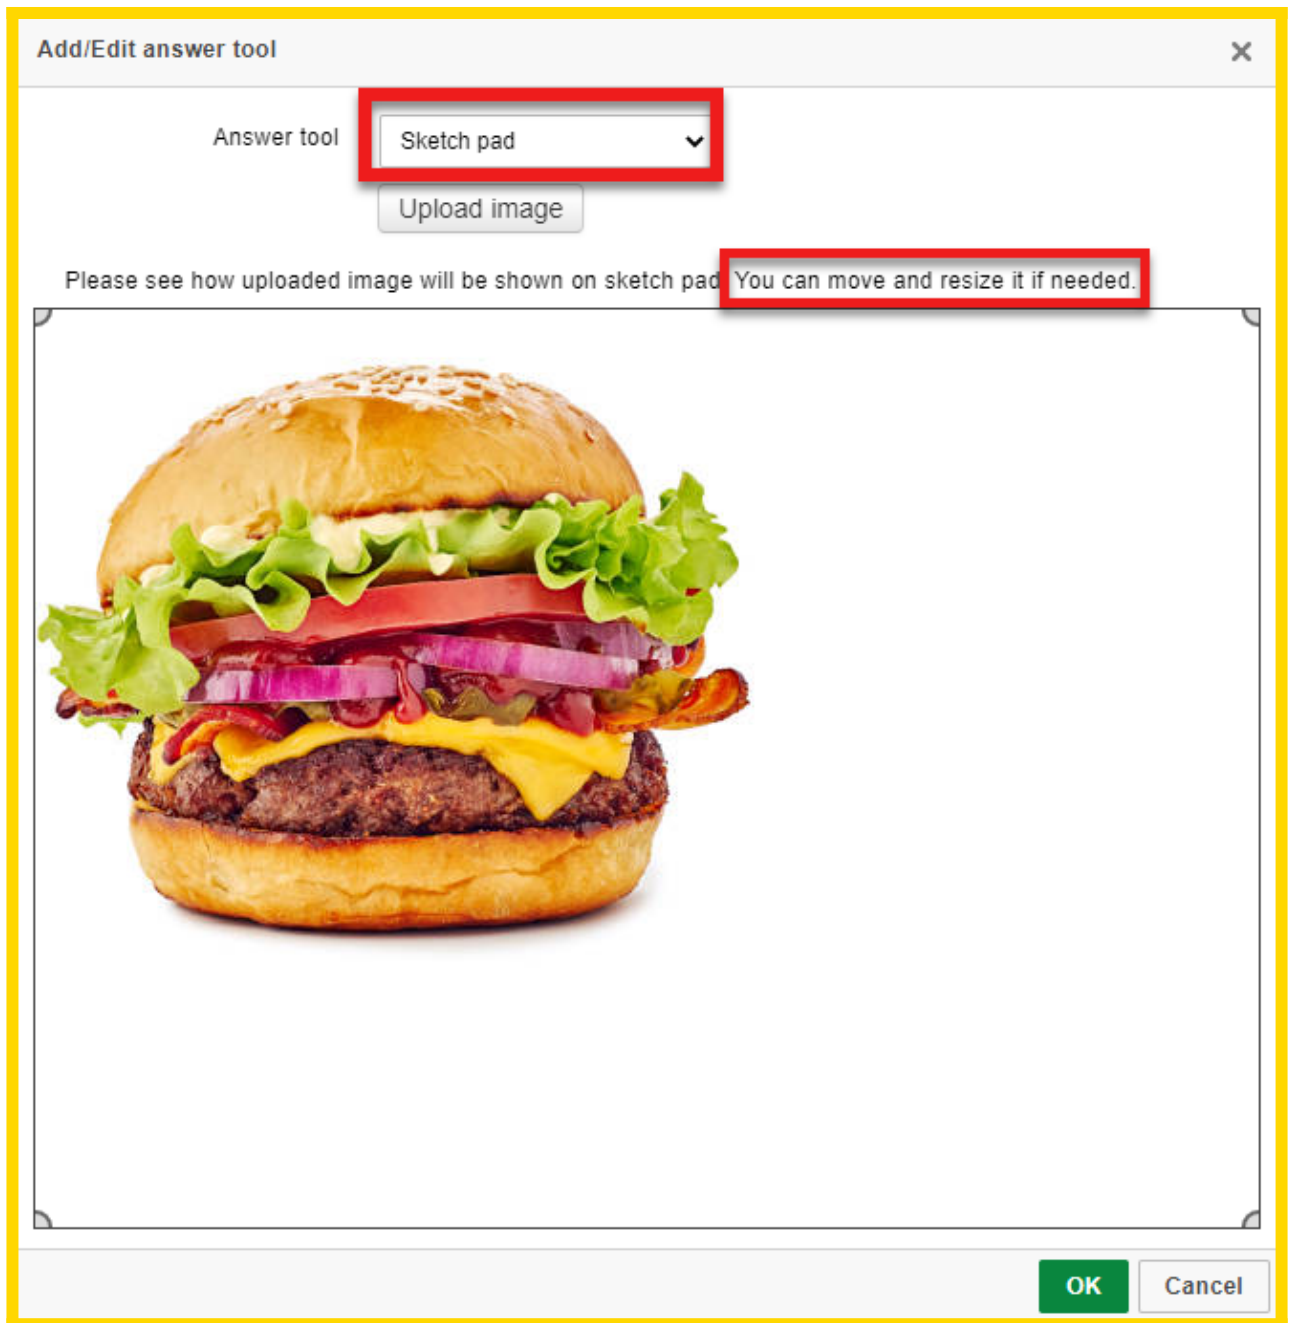 Add/Edit answer tool
Answer tool
Sketch pad
Upload image
Please see how uploaded image will be shown on sketch pad You can move and resize it if needed.
OK Cancel